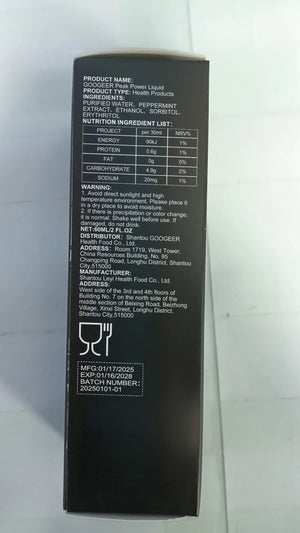 PRODUCT NAME:
GOOGEER Peak Power Liquid
PRODUCT TYPE: Health Products
INGREDIENTS:
PURIFIED WATER, PEPPERMINT
EXTRACT, ETHANOL, SORBITOL,
ERYTHRITOL
NUTRITION INGREDIENT LIST:
PROJECT per 30ml NRV%
ENERGY 90kJ 1%
PROTEIN 0.6g 1%
FAT 0g 0%
CARBOHYDRATE 4.9g 2%
SODIUM 20mg 1%
WARNING:
1. Avoid direct sunlight and high
temperature environment. Please place it
in a dry place to avoid moisture.
2. If there is precipitation or color change,
it is normal. Shake well before use. If
damaged, do not drink.
NET:60ML/2 FL.OZ
DISTRIBUTOR: Shantou GOOGEER
Health Food Co., Ltd.
ADDRESS: Room 1719, West Tower,
China Resources Building, No. 95
Changping Road, Longhu District, Shantou
City,515000
MANUFACTURER:
Shantou Leyi Health Food Co., Ltd.
ADDRESS:
West side of the 3rd and 4th floors of
Building No. 7 on the north side of the
middle section of Beixing Road, Beizhong
Village, Xinxi Street, Longhu District,
Shantou City,515000
MFG:01/17/2025
EXP:01/16/2028
BATCH NUMBER:
20250101-01